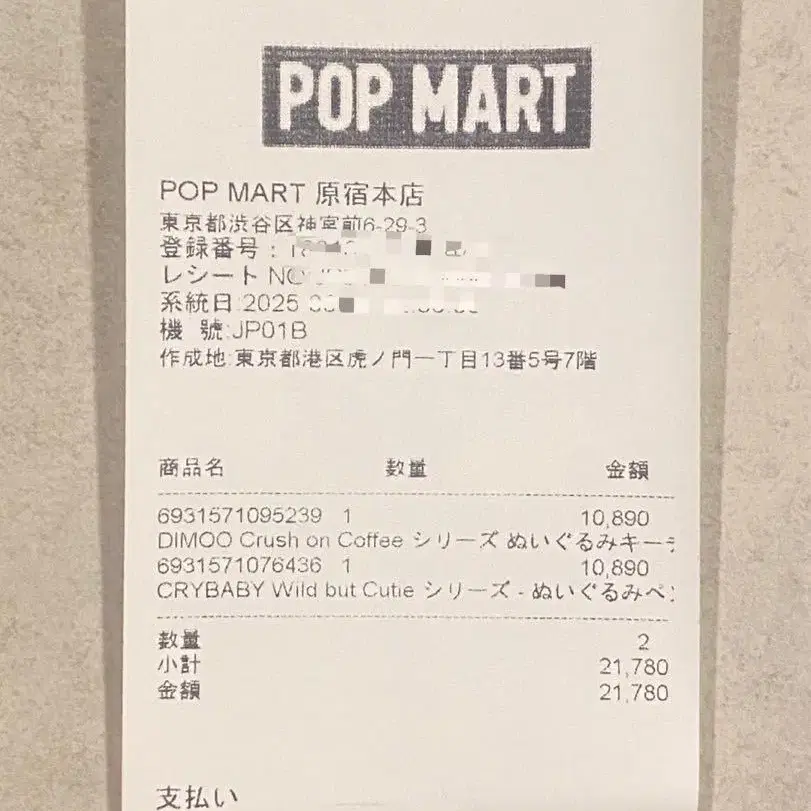 POP MART
POP MART 原宿本店
東京都渋谷区神宮前6-29-3
登録番号:
レシート NO
系統日:2025
機 號:JP01B
作成地:東京都港区虎ノ門一丁目13番5号7階
商品名 数量 金額
6931571095239 1 10,890
DIMOO Crush on Coffee シリーズ ぬいぐるみキー
6931571076436 1 10,890
CRYBABY Wild but Cutie シリーズ - ぬいぐるみペ
数量 2
小計 21,780
金額 21,780
支払い